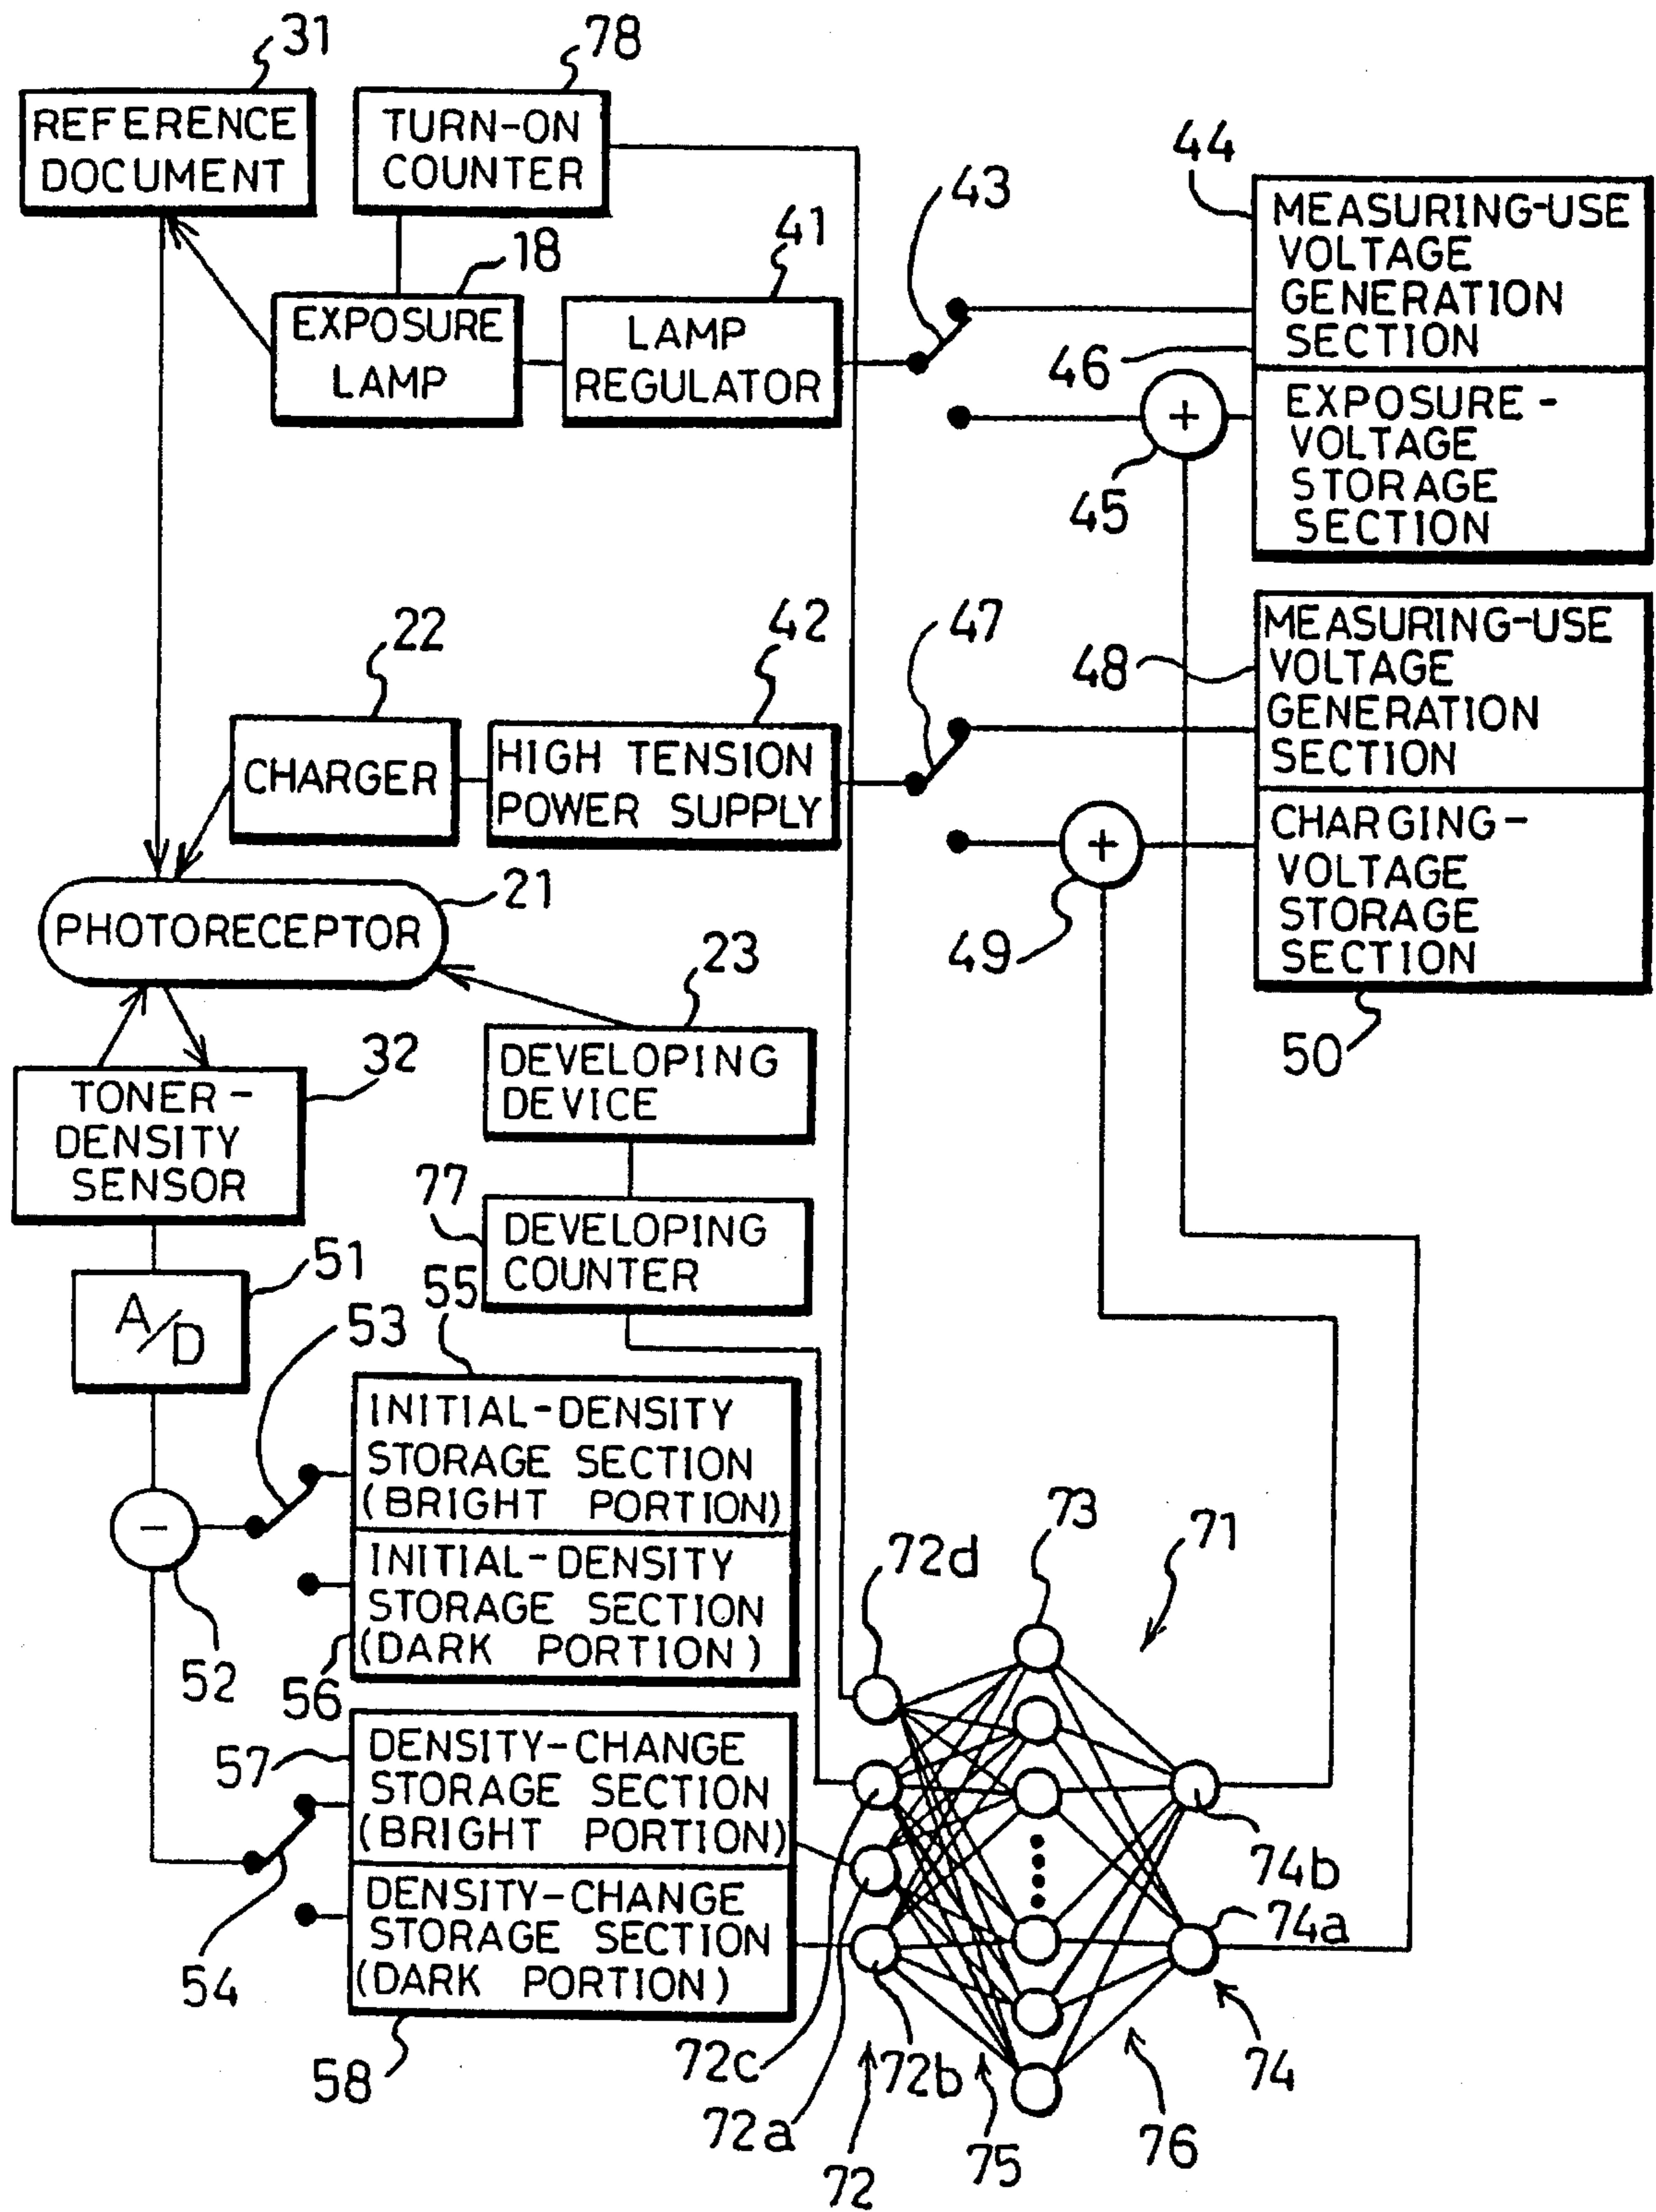 31
78
REFERENCE
DOCUMENT
TURN-ON
COUNTER
44
43
41
18
MEASURING-USE
VOLTAGE
GENERATION
SECTION
EXPOSURE
LAMP
LAMP
REGULATOR
46
+
45
EXPOSURE-
VOLTAGE
STORAGE
SECTION
22
42
47
48
MEASURING-USE
VOLTAGE
GENERATION
SECTION
CHARGER
HIGH TENSION
POWER SUPPLY
+
49
CHARGING-
VOLTAGE
STORAGE
SECTION
50
PHOTORECEPTOR
21
23
32
TONER-
DENSITY
SENSOR
DEVELOPING
DEVICE
77
DEVELOPING
COUNTER
51
A/D
53
55
INITIAL-DENSITY
STORAGE SECTION
(BRIGHT PORTION)
−
52
INITIAL-DENSITY
STORAGE SECTION
(DARK PORTION)
56
72d
73
71
57
DENSITY-CHANGE
STORAGE SECTION
(BRIGHT PORTION)
54
DENSITY-CHANGE
STORAGE SECTION
(DARK PORTION)
58
74b
74a
72c
72a
72
72b
75
76
74